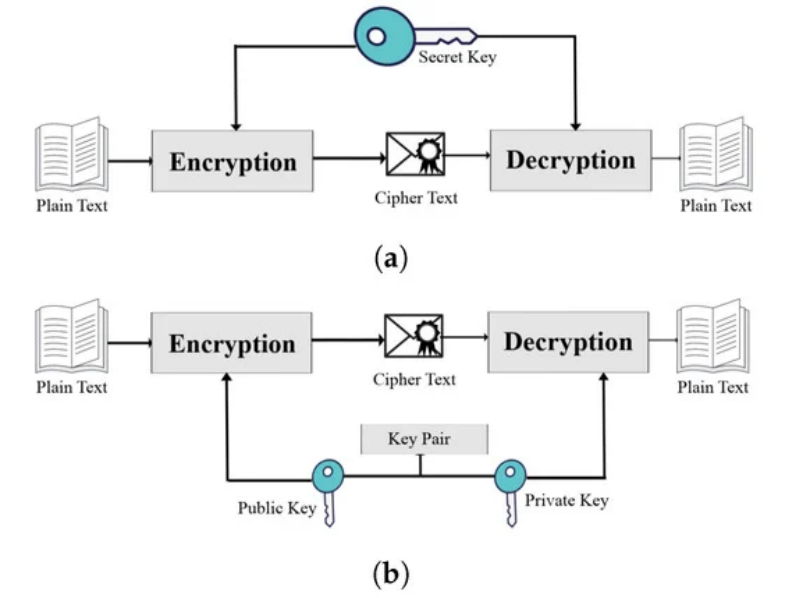 Secret Key
Encryption
Decryption
Plain Text
Cipher Text
Plain Text
(a)
Encryption
Decryption
Plain Text
Cipher Text
Plain Text
Key Pair
Public Key
Private Key
(b)